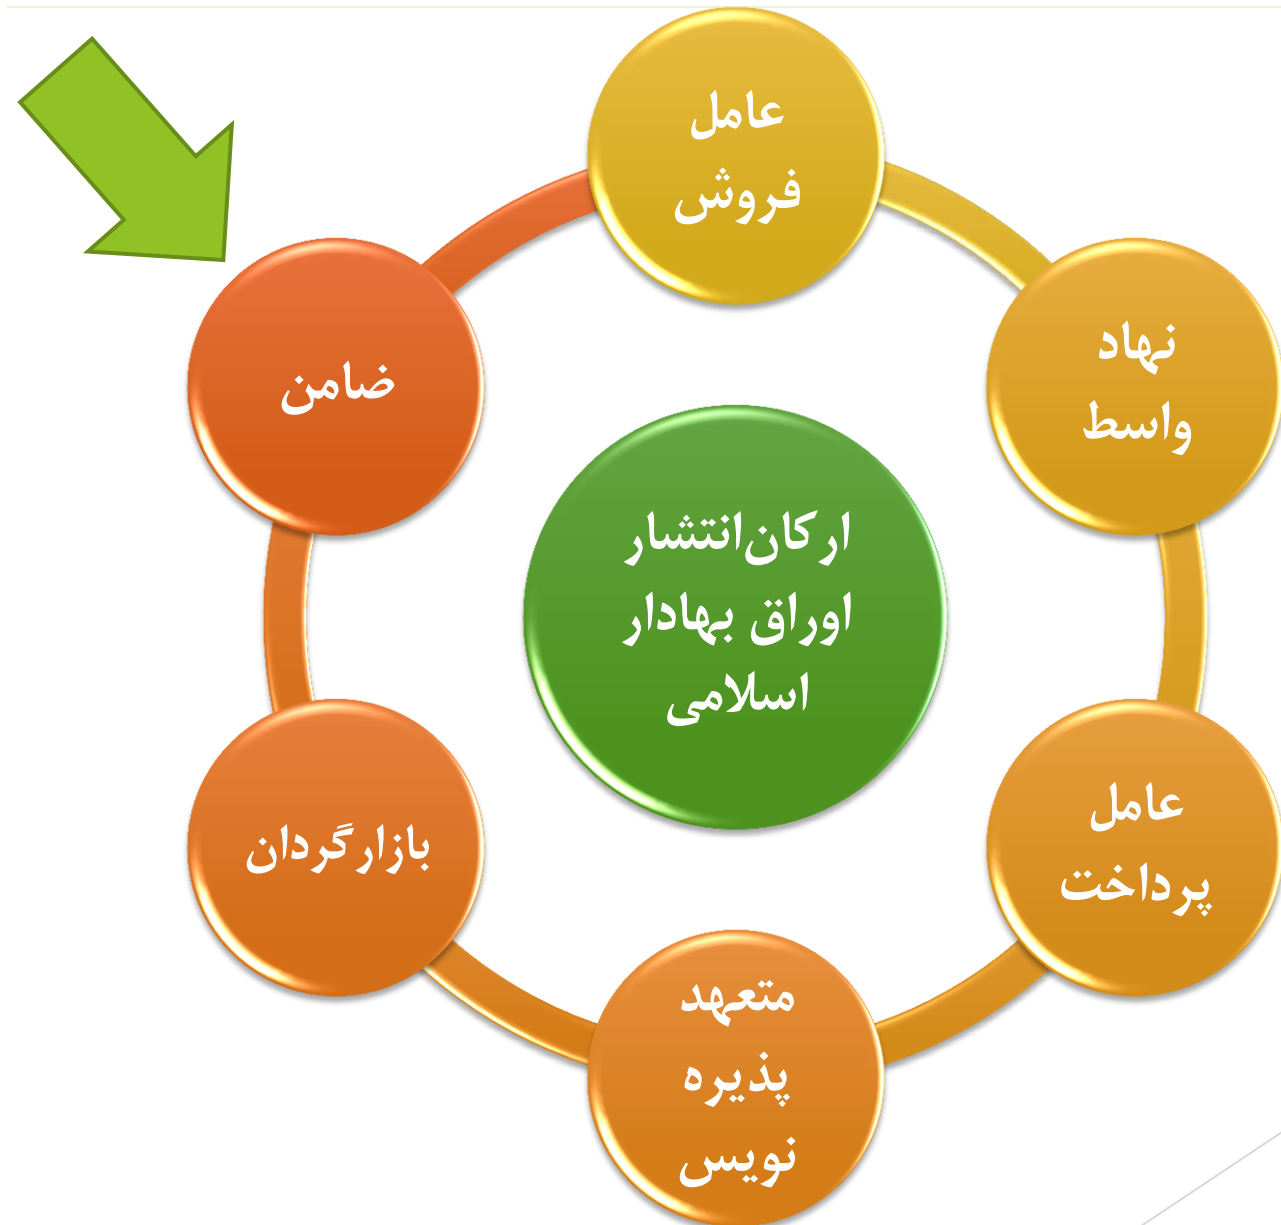 عامل
فروش
نهاد
واسط
عامل
پرداخت
متعهد
پذیره
نویس
بازارگردان
ضامن
ارکان انتشار
اوراق بهادار
اسلامی